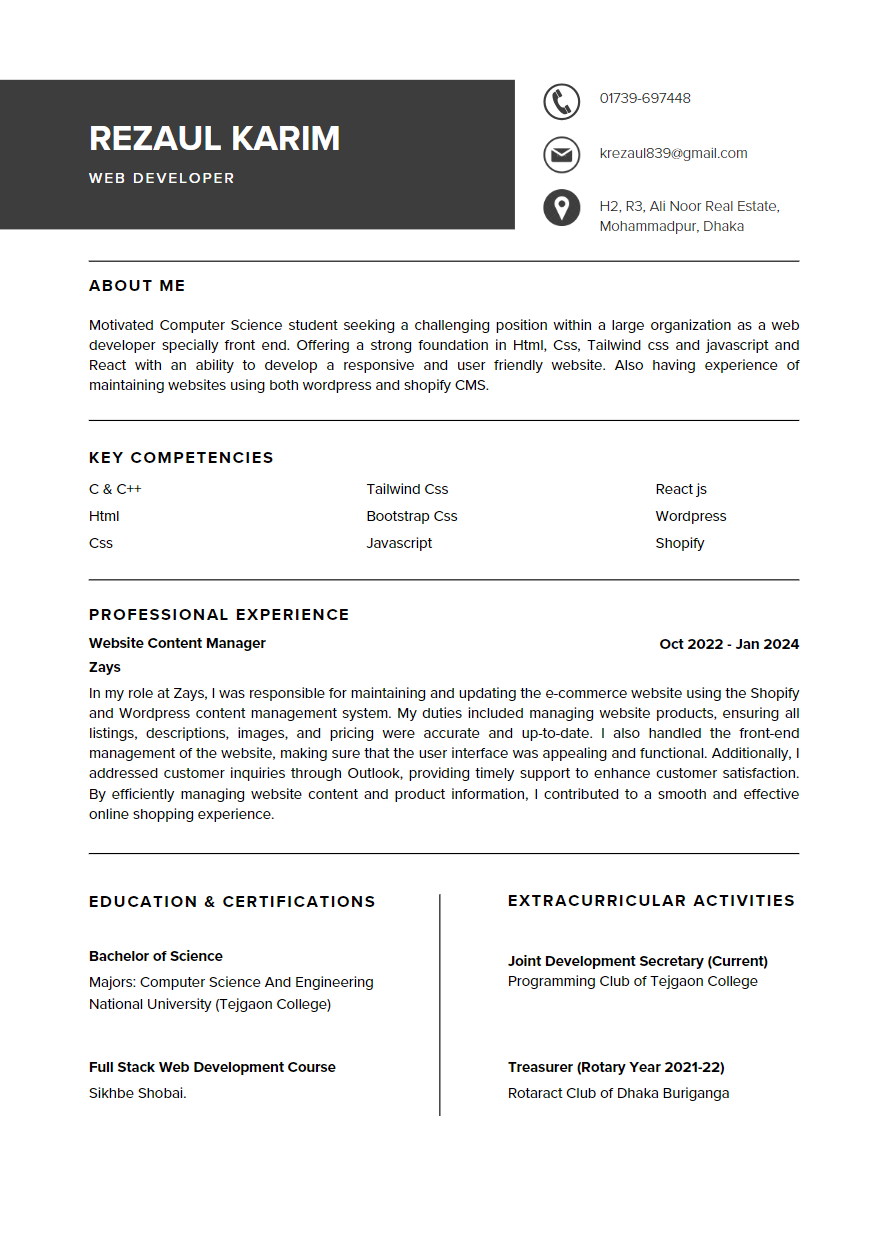 REZAUL KARIM
WEB DEVELOPER
01739-697448
krezaul839@gmail.com
H2, R3, Ali Noor Real Estate,
Mohammadpur, Dhaka
ABOUT ME
Motivated Computer Science student seeking a challenging position within a large organization as a web
developer specially front end. Offering a strong foundation in Html, Css, Tailwind css and javascript and
React with an ability to develop a responsive and user friendly website. Also having experience of
maintaining websites using both wordpress and shopify CMS.
KEY COMPETENCIES
C & C++
Html
Css
Tailwind Css
Bootstrap Css
Javascript
React js
Wordpress
Shopify
PROFESSIONAL EXPERIENCE
Website Content Manager
Oct 2022 - Jan 2024
Zays
In my role at Zays, I was responsible for maintaining and updating the e-commerce website using the Shopify
and Wordpress content management system. My duties included managing website products, ensuring all
listings, descriptions, images, and pricing were accurate and up-to-date. I also handled the front-end
management of the website, making sure that the user interface was appealing and functional. Additionally, I
addressed customer inquiries through Outlook, providing timely support to enhance customer satisfaction.
By efficiently managing website content and product information, I contributed to a smooth and effective
online shopping experience.
EDUCATION & CERTIFICATIONS
Bachelor of Science
Majors: Computer Science And Engineering
National University (Tejgaon College)
Full Stack Web Development Course
Sikhbe Shobai.
EXTRACURRICULAR ACTIVITIES
Joint Development Secretary (Current)
Programming Club of Tejgaon College
Treasurer (Rotary Year 2021-22)
Rotaract Club of Dhaka Buriganga